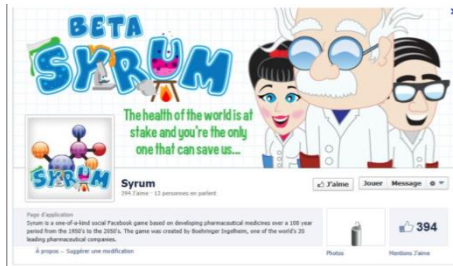 BETA
SYRUM
The health of the world is at
stake and you're the only
one that can save us...
SYRUM
Syrum
394 J'aime · 13 personnes en parlent
J'aime
Jouer
Message
Page d'application
Syrum is a one-of-a-kind social Facebook game based on developing pharmaceutical medicines over a 100 year
period from the 1950's to the 2050's. The game was created by Boehringer Ingelheim, one of the world's 20
leading pharmaceutical companies.
À propos – Suggérer une modification
Photos
394
Mentions J'aime